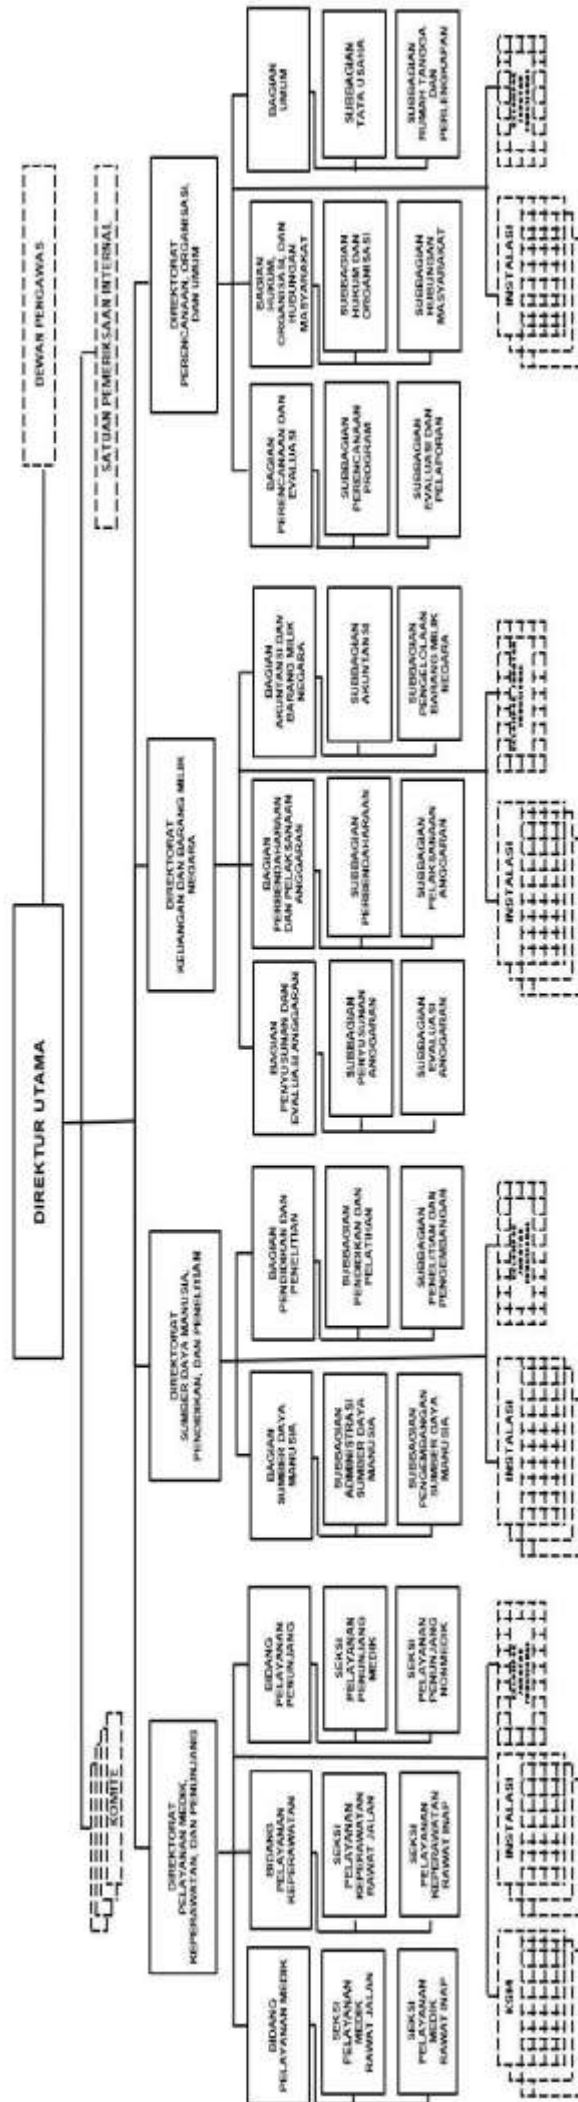 DIREKTUR UTAMA
DEWAN PENGAWAS
KOMITE
SATUAN PEMERIKSAAN INTERNAL
DIREKTORAT
PELAYANAN MEDIK,
KEPERAWATAN, DAN PENUNJANG
DIREKTORAT
SUMBER DAYA MANUSIA,
PENDIDIKAN, DAN PENELITIAN
DIREKTORAT
KEUANGAN DAN BARANG MILIK
NEGARA
DIREKTORAT
PERENCANAAN, ORGANISASI,
DAN UMUM
BIDANG
PELAYANAN MEDIK
BIDANG
PELAYANAN
KEPERAWATAN
BIDANG
PELAYANAN
PENUNJANG
BAGIAN
SUMBER DAYA
MANUSIA
BAGIAN
PENDIDIKAN DAN
PENELITIAN
BAGIAN
PENYUSUNAN DAN
EVALUASI ANGGARAN
BAGIAN
PERBENDAHARAAN
DAN PELAKSANAAN
ANGGARAN
BAGIAN
AKUNTANSI DAN
BARANG MILIK
NEGARA
BAGIAN
PERENCANAAN DAN
EVALUASI
BAGIAN
HUKUM,
ORGANISASI, DAN
HUBUNGAN
MASYARAKAT
BAGIAN
UMUM
SEKSI
PELAYANAN
MEDIK
RAWAT JALAN
SEKSI
PELAYANAN
KEPERAWATAN
RAWAT JALAN
SEKSI
PELAYANAN
PENUNJANG
MEDIK
SUBBAGIAN
ADMINISTRASI
SUMBER DAYA
MANUSIA
SUBBAGIAN
PENDIDIKAN DAN
PELATIHAN
SUBBAGIAN
PENYUSUNAN
ANGGARAN
SUBBAGIAN
PERBENDAHARAAN
SUBBAGIAN
AKUNTANSI
SUBBAGIAN
PERENCANAAN
PROGRAM
SUBBAGIAN
HUKUM DAN
ORGANISASI
SUBBAGIAN
TATA USAHA
SEKSI
PELAYANAN
MEDIK
RAWAT INAP
SEKSI
PELAYANAN
KEPERAWATAN
RAWAT INAP
SEKSI
PELAYANAN
PENUNJANG
NONMEDIK
SUBBAGIAN
PENGEMBANGAN
SUMBER DAYA
MANUSIA
SUBBAGIAN
PENELITIAN DAN
PENGEMBANGAN
SUBBAGIAN
EVALUASI
ANGGARAN
SUBBAGIAN
PELAKSANAAN
ANGGARAN
SUBBAGIAN
PENGELOLAAN
BARANG MILIK
NEGARA
SUBBAGIAN
EVALUASI DAN
PELAPORAN
SUBBAGIAN
HUBUNGAN
MASYARAKAT
SUBBAGIAN
RUMAH TANGGA
DAN
PERLENGKAPAN
KSM
INSTALASI
INSTALASI
INSTALASI
INSTALASI